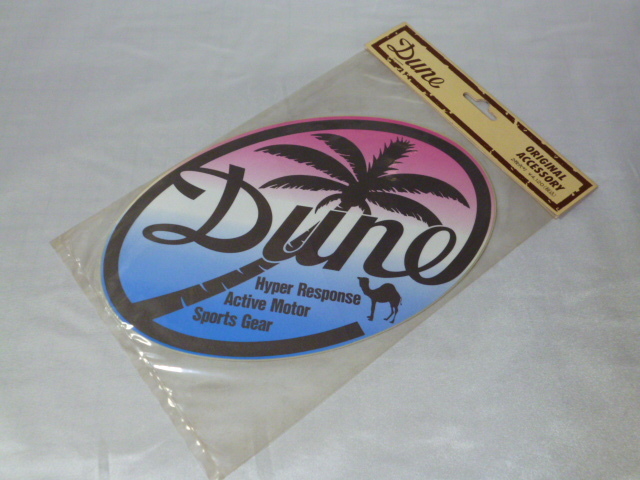 Dune
ORIGINAL
ACCESSORY
Dune
Hyper Response
Active Motor
Sports Gear